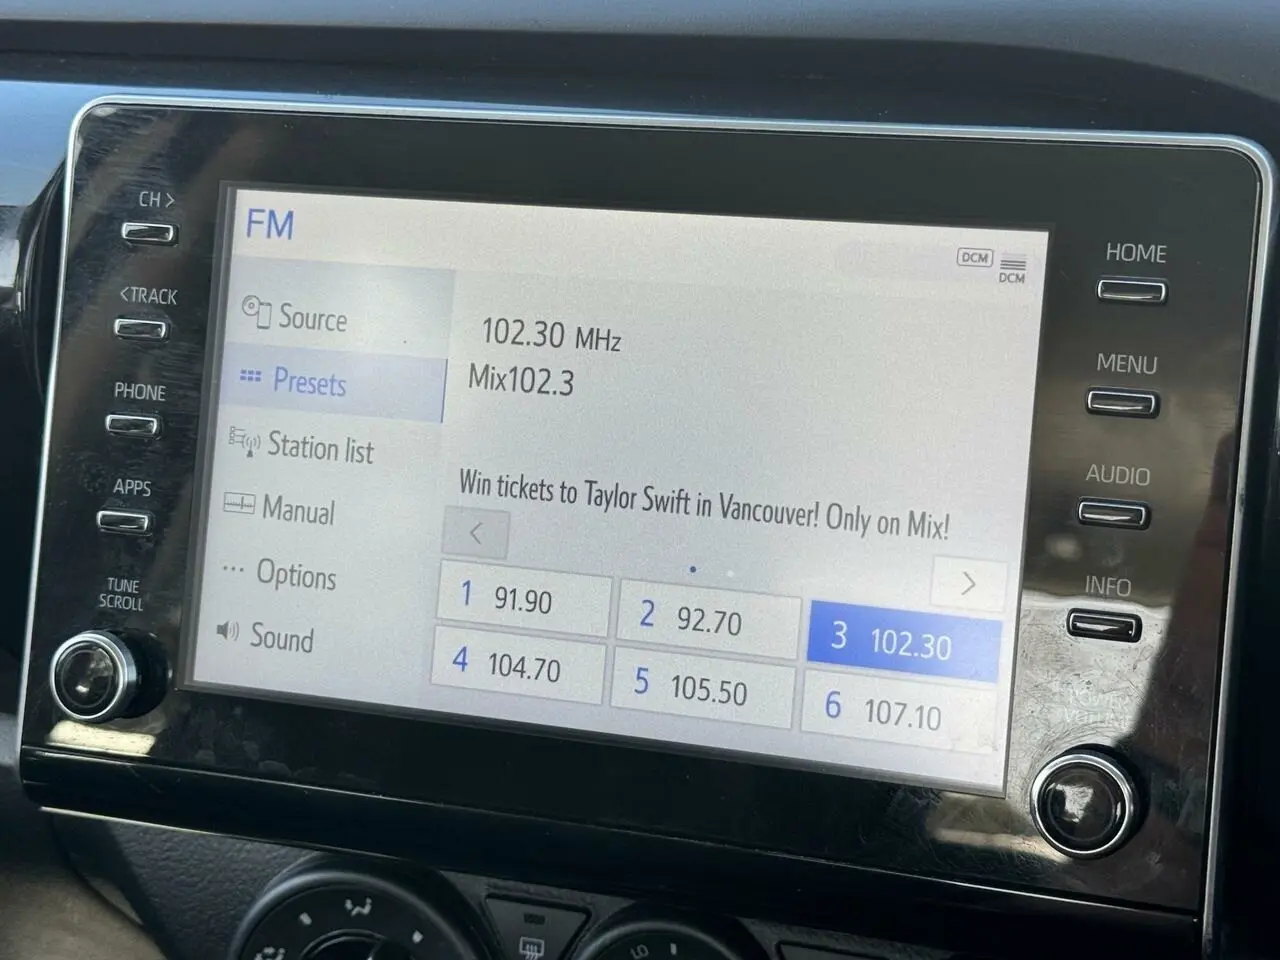 CH>
<TRACK
PHONE
APPS
TUNE
SCROLL
FM
DCM
DCM
Source
Presets
Station list
Manual
Options
Sound
102.30 MHz
Mix102.3
Win tickets to Taylor Swift in Vancouver! Only on Mix!
<
>
1 91.90
2 92.70
3 102.30
4 104.70
5 105.50
6 107.10
HOME
MENU
AUDIO
INFO